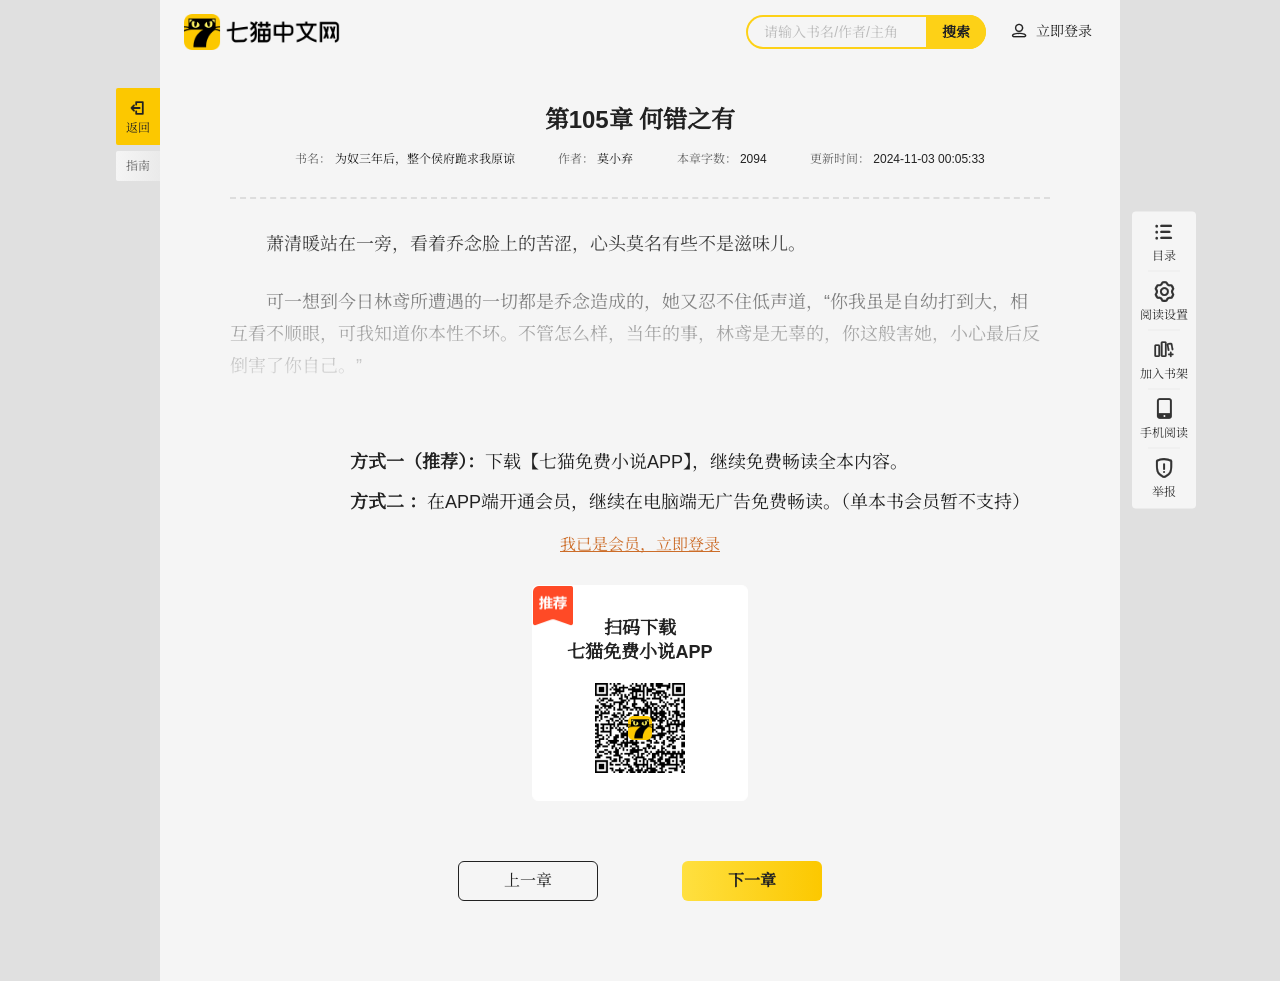 七猫中文网
请输入书名/作者/主角
搜索
立即登录
返回
指南
第105章 何错之有
书名： 为奴三年后，整个侯府跪求我原谅 作者： 莫小弃 本章字数： 2094 更新时间： 2024-11-03 00:05:33
萧清暖站在一旁，看着乔念脸上的苦涩，心头莫名有些不是滋味儿。
可一想到今日林鸢所遭遇的一切都是乔念造成的，她又忍不住低声道，“你我虽是自幼打到大，相
互看不顺眼，可我知道你本性不坏。不管怎么样，当年的事，林鸢是无辜的，你这般害她，小心最后反
倒害了你自己。”
方式一（推荐）： 下载【七猫免费小说APP】，继续免费畅读全本内容。
方式二 ： 在APP端开通会员，继续在电脑端无广告免费畅读。（单本书会员暂不支持）
我已是会员，立即登录
推荐
扫码下载
七猫免费小说APP
上一章
下一章
目录
阅读设置
加入书架
手机阅读
举报